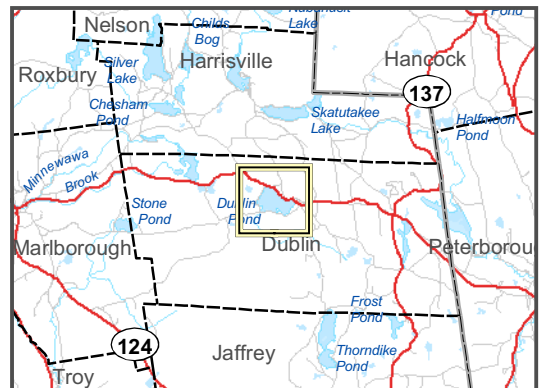 Nelson
Childs
Bog
Nubanusit
Lake
Pond
Silver
Lake
Harrisville
Hancock
Roxbury
137
Chesham
Pond
Skatutakee
Lake
Halfmoon
Pond
Minnewawa
Brook
Stone
Pond
Dublin
Pond
Marlborough
Dublin
Peterborou
Frost
Pond
124
Jaffrey
Thorndike
Pond
Troy